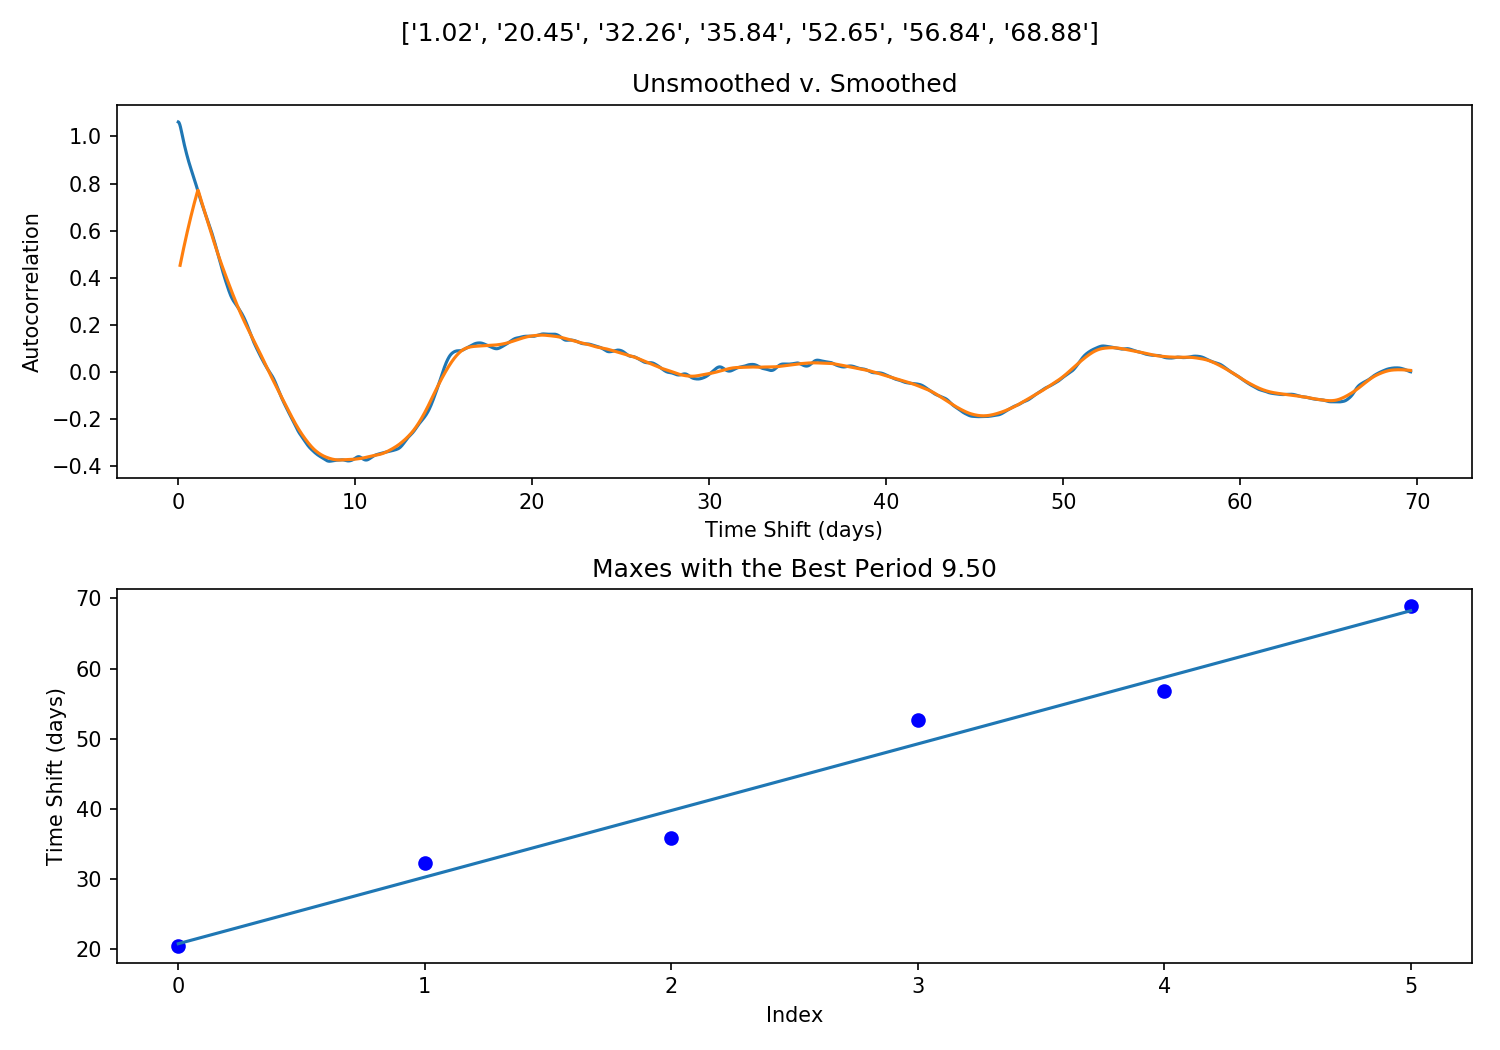 ['1.02', '20.45', '32.26', '35.84', '52.65', '56.84', '68.88']
Unsmoothed v. Smoothed
1.0
0.8
0.6
0.4
0.2
0.0
−0.2
−0.4
Autocorrelation
0 10 20 30 40 50 60 70
Time Shift (days)
Maxes with the Best Period 9.50
70
60
50
40
30
20
Time Shift (days)
0 1 2 3 4 5
Index